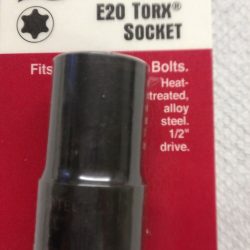 E20 TORX®
SOCKET
Fits Bolts.
Heat-
treated,
alloy
steel.
1/2"
drive.